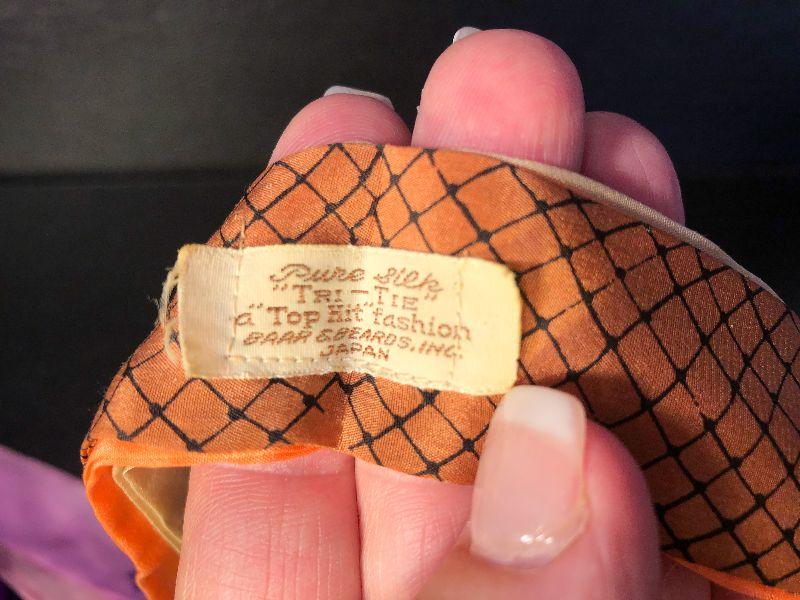 Pure Silk
"TRI-TIE"
a "Top Hit" fashion
BAAR & BEARDS, INC.
JAPAN